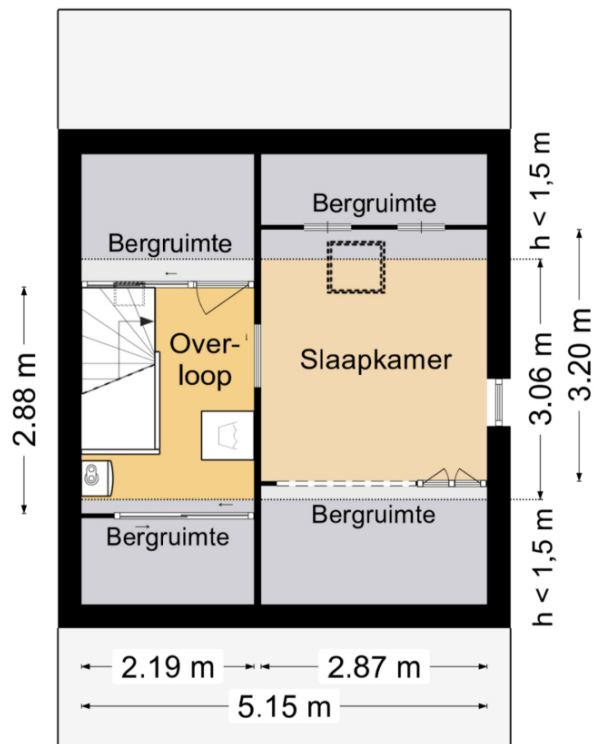 Bergruimte
h < 1,5 m
Bergruimte
Over-
loop
Slaapkamer
2.88 m
3.06 m
3.20 m
Bergruimte
Bergruimte
h < 1,5 m
2.19 m
2.87 m
5.15 m